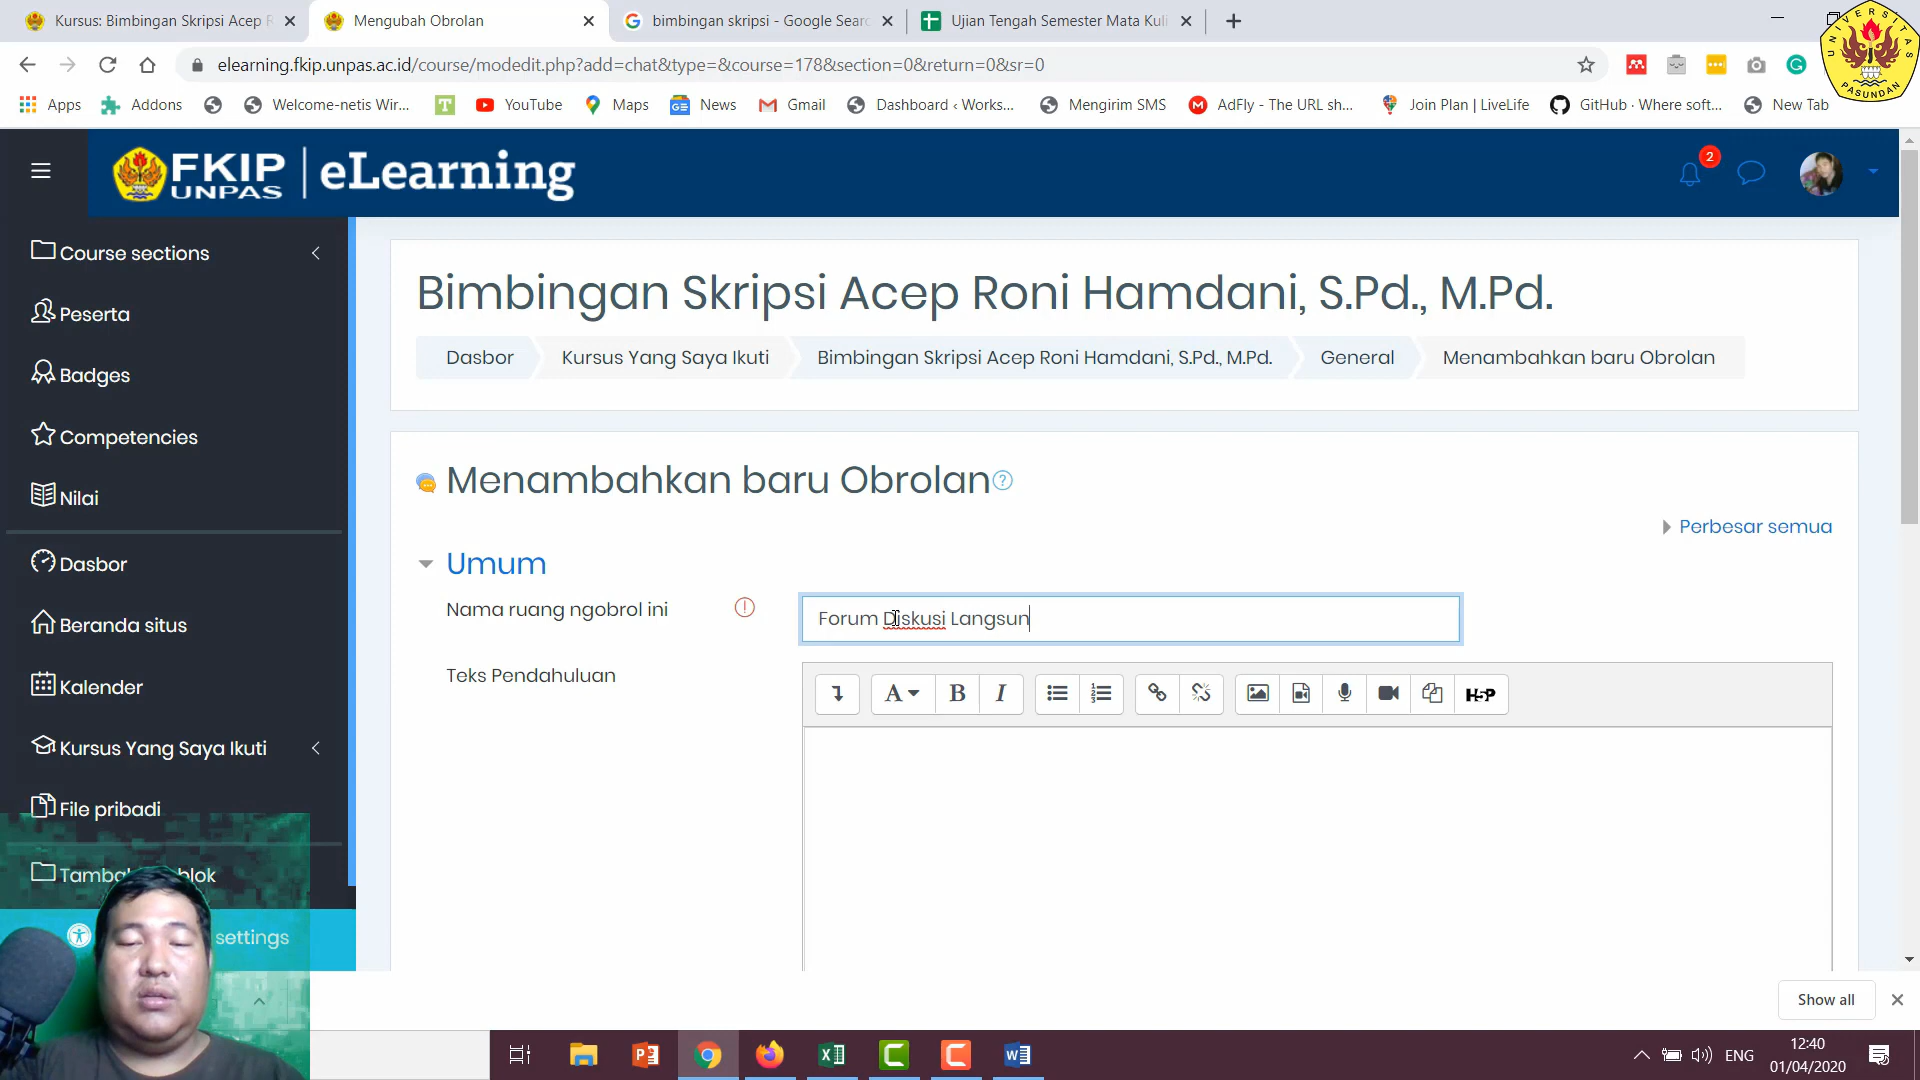 Kursus: Bimbingan Skripsi Acep R
Mengubah Obrolan
bimbingan skripsi - Google Searc
Ujian Tengah Semester Mata Kuli
elearning.fkip.unpas.ac.id/course/modedit.php?add=chat&type=&course=178&section=0&return=0&sr=0
Apps
Addons
Welcome-netis Wir...
YouTube
Maps
News
Gmail
Dashboard ‹ Works...
Mengirim SMS
AdFly - The URL sh...
Join Plan | LiveLife
GitHub · Where soft...
New Tab
UNIVERSITAS
PASUNDAN
FKIP
UNPAS
eLearning
2
Course sections
Peserta
Badges
Competencies
Nilai
Dasbor
Beranda situs
Kalender
Kursus Yang Saya Ikuti
File pribadi
settings
Bimbingan Skripsi Acep Roni Hamdani, S.Pd., M.Pd.
Dasbor
Kursus Yang Saya Ikuti
Bimbingan Skripsi Acep Roni Hamdani, S.Pd., M.Pd.
General
Menambahkan baru Obrolan
Menambahkan baru Obrolan
Perbesar semua
Umum
Nama ruang ngobrol ini
Forum Diskusi Langsun
Teks Pendahuluan
A
B
I
H5P
Show all
ENG
12:40
01/04/2020